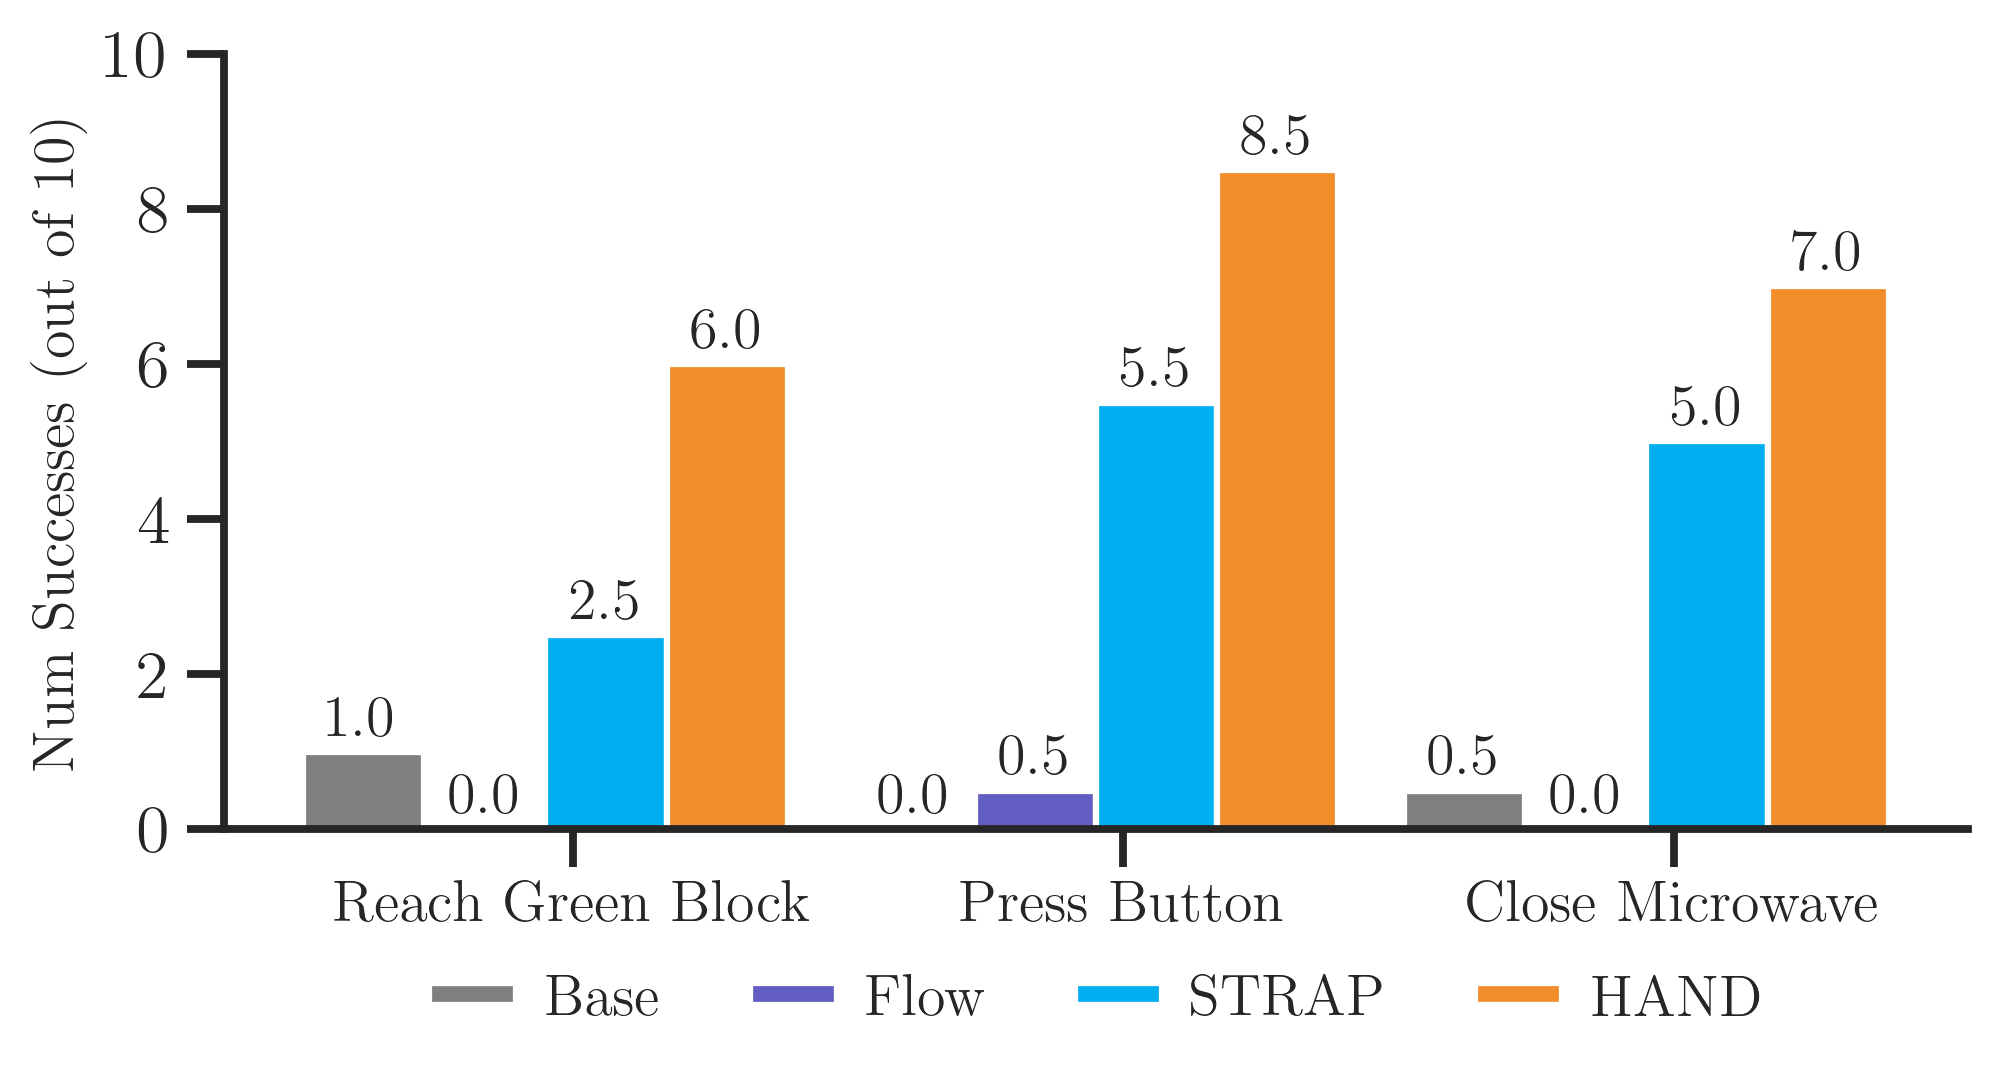 Num Successes (out of 10)
10
8
6
4
2
0
1.0
0.0
2.5
6.0
0.0
0.5
5.5
8.5
0.5
0.0
5.0
7.0
Reach Green Block
Press Button
Close Microwave
Base
Flow
STRAP
HAND